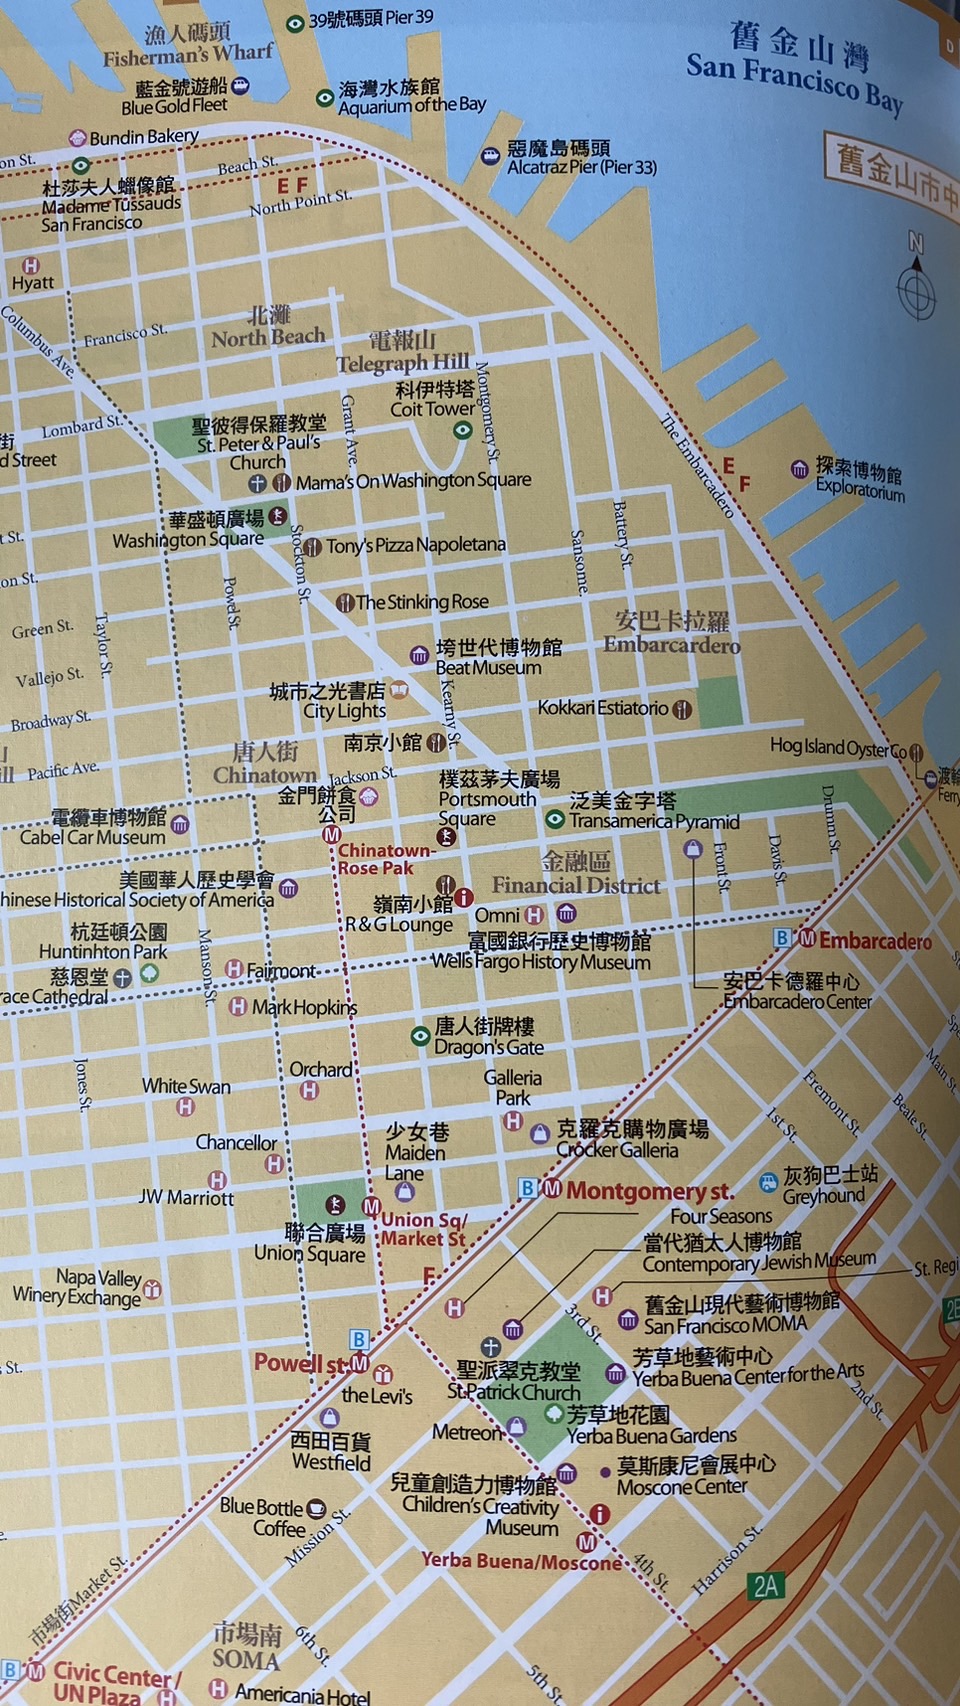 39號碼頭 Pier 39
漁人碼頭
Fisherman's Wharf
舊金山灣
San Francisco Bay
D
藍金號遊船
Blue Gold Fleet
海灣水族館
Aquarium of the Bay
Bundin Bakery
惡魔島碼頭
Alcatraz Pier (Pier 33)
舊金山市中
on St.
Beach St.
杜莎夫人蠟像館
Madame Tussauds
San Francisco
E F
North Point St.
N
Hyatt
Columbus Ave.
Francisco St.
北灘
North Beach
電報山
Telegraph Hill
科伊特塔
Coit Tower
Montgomery St.
Grant Ave.
Lombard St.
街
d Street
聖彼得保羅教堂
St. Peter & Paul's
Church
The Embarcadero
E
F
探索博物館
Exploratorium
Mama's On Washington Square
華盛頓廣場
Washington Square
t St.
Stockton St.
Tony's Pizza Napoletana
Sansome
Battery St.
on St.
Powel St.
The Stinking Rose
Green St.
Taylor St.
安巴卡拉羅
Embarcardero
垮世代博物館
Beat Museum
Vallejo St.
城市之光書店
City Lights
Kearny St.
Kokkari Estiatorio
Broadway St.
南京小館
Hog Island Oyster Co
山
ill
Pacific Ave.
唐人街
Chinatown
Jackson St.
渡輪
Ferry
金門餅食
公司
樸茲茅夫廣場
Portsmouth
Square
泛美金字塔
Transamerica Pyramid
Drumm St.
電纜車博物館
Cabel Car Museum
M
Chinatown-
Rose Pak
Front St.
Davis St.
金融區
Financial District
美國華人歷史學會
hinese Historical Society of America
嶺南小館
R & G Lounge
i
Omni H
杭廷頓公園
Huntinhton Park
富國銀行歷史博物館
Wells Fargo History Museum
B M Embarcadero
慈恩堂
race Cathedral
Manson St.
H Fairmont
H Mark Hopkins
安巴卡德羅中心
Embarcadero Center
唐人街牌樓
Dragon's Gate
Jones St.
White Swan
H
Orchard
H
Galleria
Park
H
Main St.
Fremont St.
Beale St.
1st St.
Chancellor
H
少女巷
Maiden
Lane
克羅克購物廣場
Crocker Galleria
H
JW Marriott
B M Montgomery st.
灰狗巴士站
Greyhound
M
Union Sq/
Market St
聯合廣場
Union Square
Four Seasons
當代猶太人博物館
Contemporary Jewish Museum
St. Regi
Napa Valley
Winery Exchange
F
H
H
舊金山現代藝術博物館
San Francisco MOMA
3rd St.
B
Powell st. M
s St.
the Levi's
聖派翠克教堂
St.Patrick Church
芳草地藝術中心
Yerba Buena Center for the Arts
2nd St.
西田百貨
Westfield
Metreon
芳草地花園
Yerba Buena Gardens
莫斯康尼會展中心
Moscone Center
兒童創造力博物館
Children's Creativity
Museum
Blue Bottle
Coffee
Mission St.
i
M
Yerba Buena/Moscone
4th St.
Harrison St.
2A
市場街Market St.
市場南
SOMA
6th St.
5th St.
B M Civic Center/
UN Plaza
H
H Americania Hotel